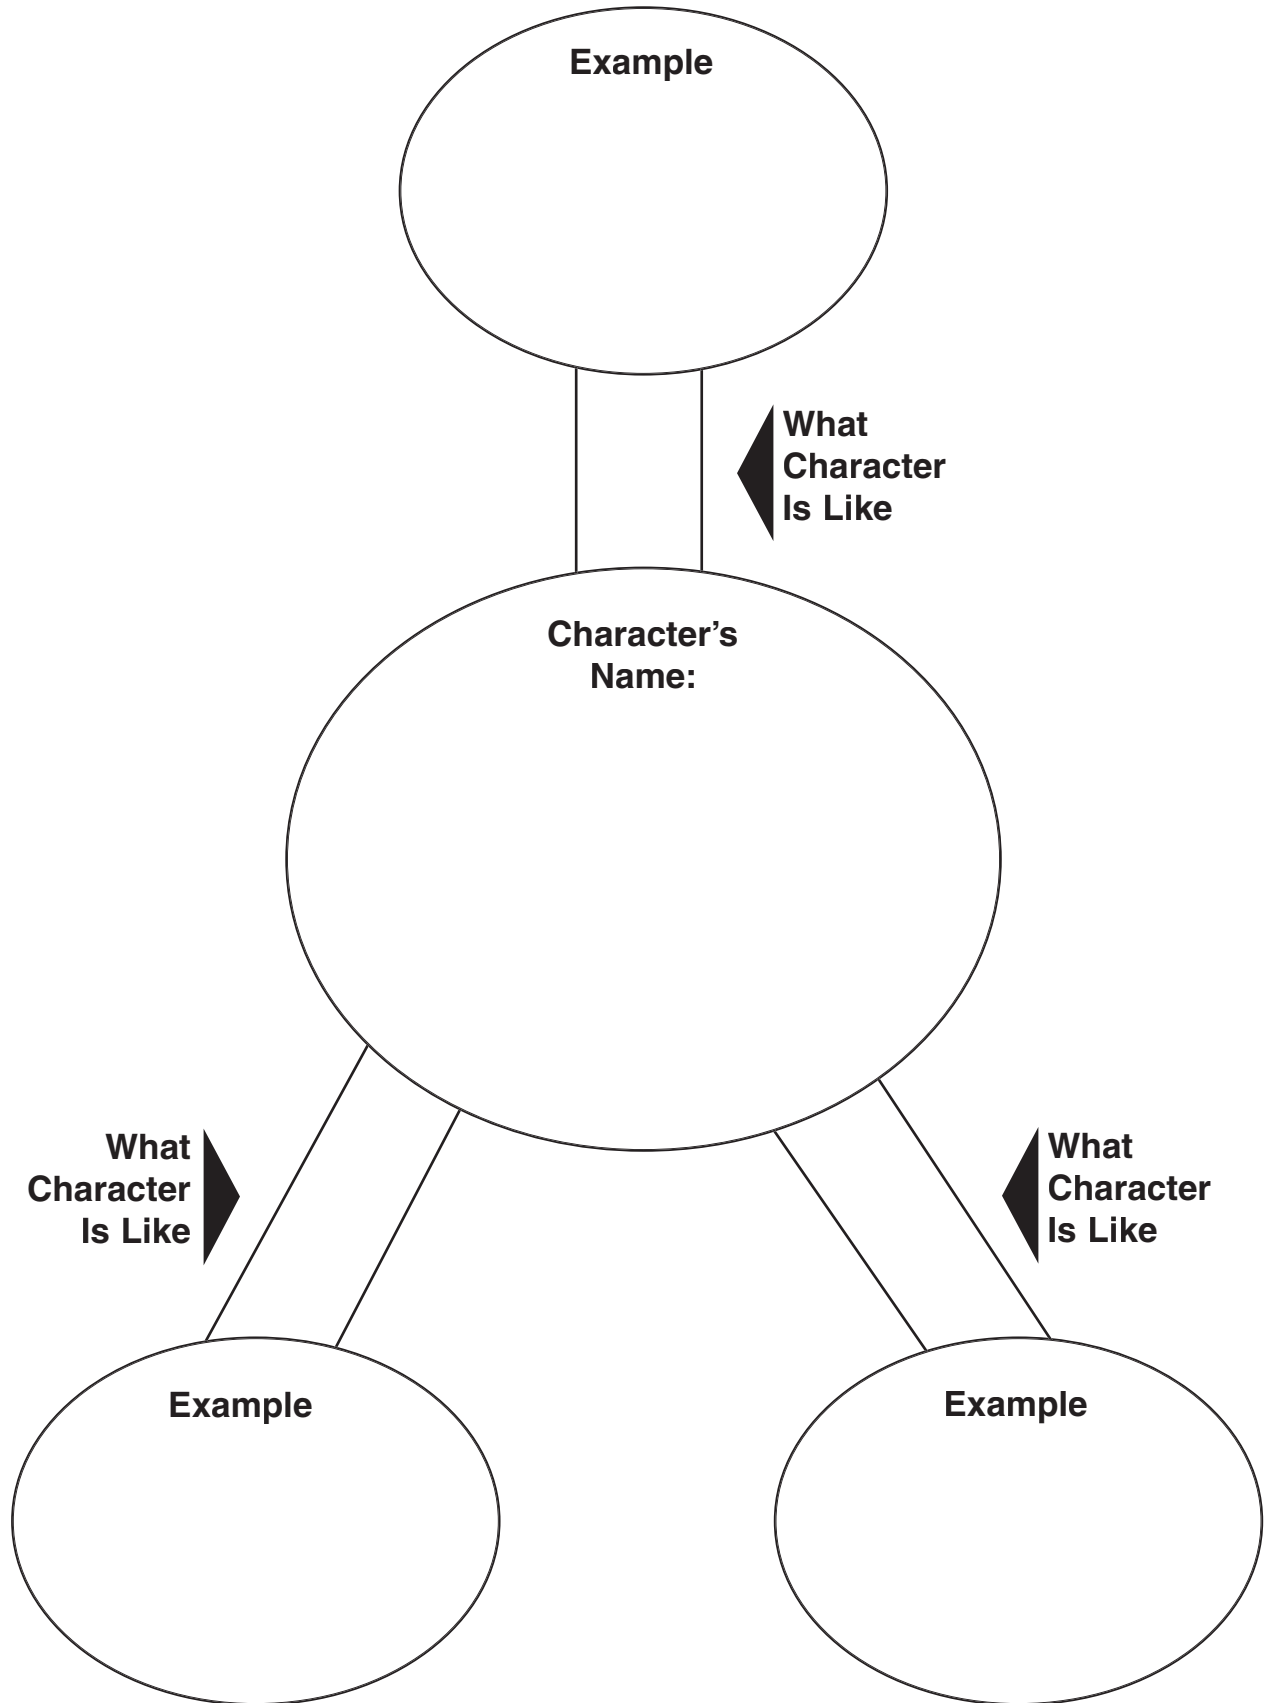 Example
What
Character
Is Like
Character’s
Name:
What
Character
Is Like
What
Character
Is Like
Example
Example